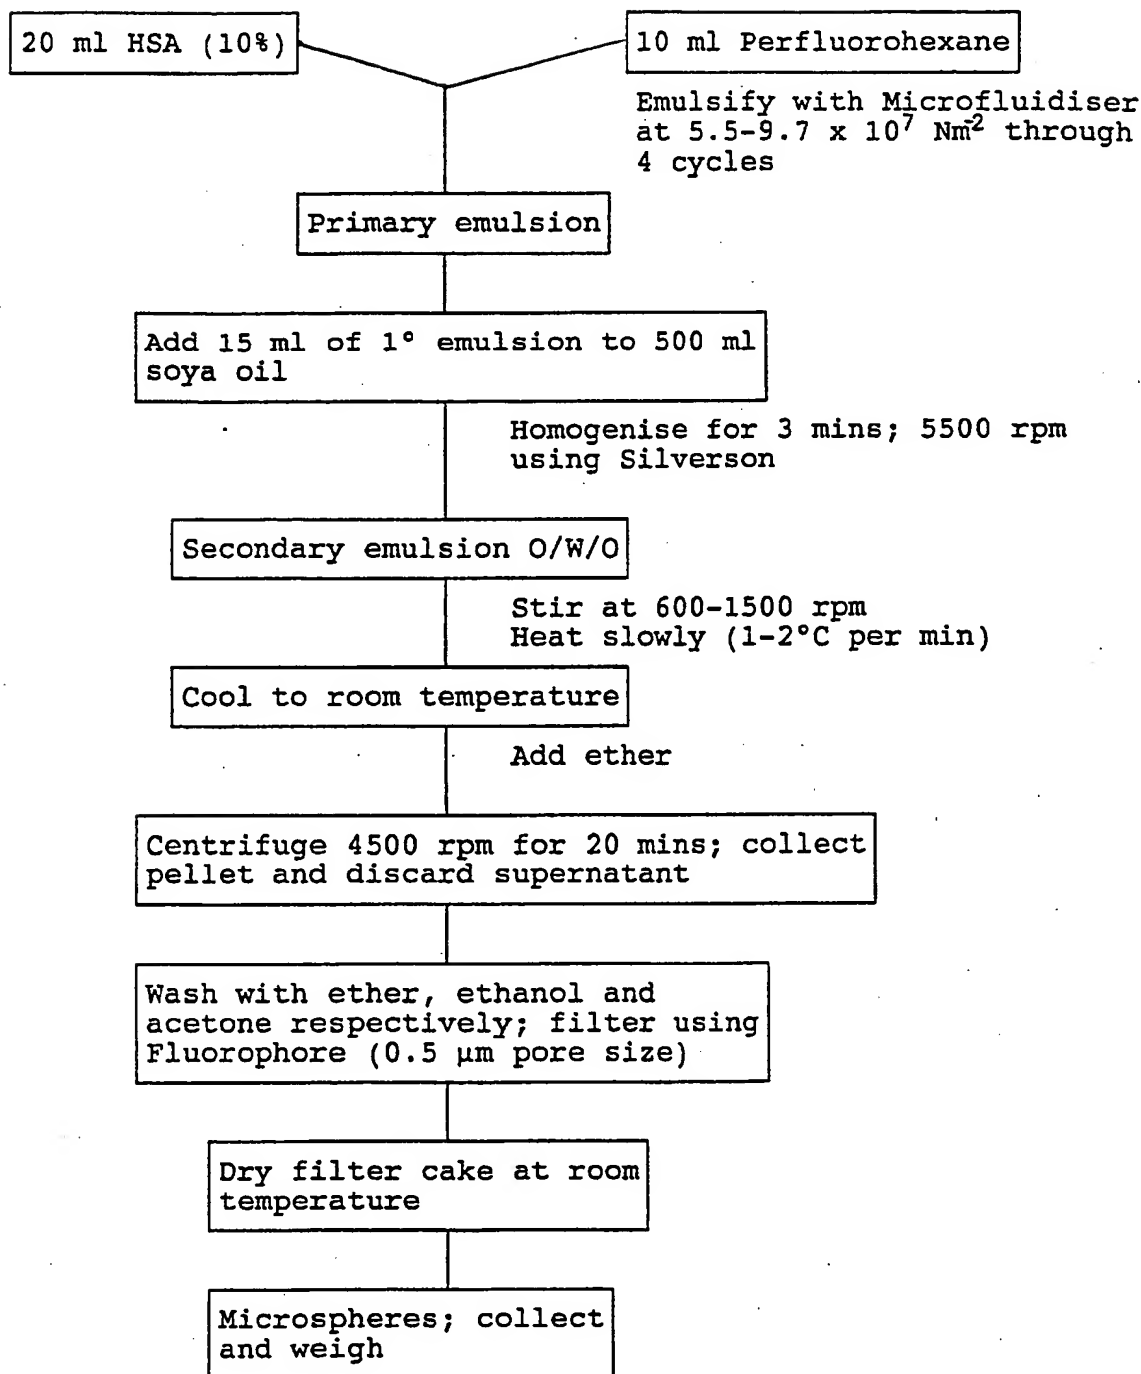 20 ml HSA (10%)
10 ml Perfluorohexane
Emulsify with Microfluidiser
at 5.5-9.7 x 10⁷ Nm⁻² through
4 cycles
Primary emulsion
Add 15 ml of 1° emulsion to 500 ml
soya oil
Homogenise for 3 mins; 5500 rpm
using Silverson
Secondary emulsion O/W/O
Stir at 600-1500 rpm
Heat slowly (1-2°C per min)
Cool to room temperature
Add ether
Centrifuge 4500 rpm for 20 mins; collect
pellet and discard supernatant
Wash with ether, ethanol and
acetone respectively; filter using
Fluorophore (0.5 µm pore size)
Dry filter cake at room
temperature
Microspheres; collect
and weigh